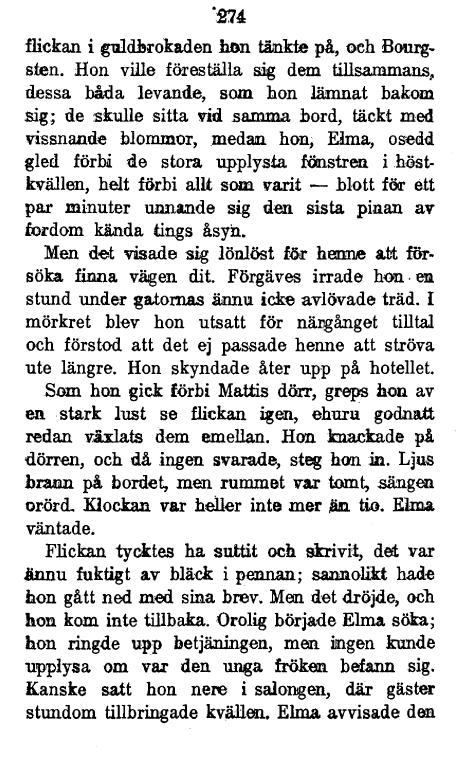 274
flickan i guldbrokaden hon tänkte på, och Bourg-
sten. Hon ville föreställa sig dem tillsammans,
dessa båda levande, som hon lämnat bakom
sig; de skulle sitta vid samma bord, täckt med
vissnande blommor, medan hon, Elma, osedd
gled förbi de stora upplysta fönstren i höst-
kvällen, helt förbi allt som varit — blott för ett
par minuter unnande sig den sista pinan av
fordom kända tings åsyn.
Men det visade sig lönlöst för henne att för-
söka finna vägen dit. Förgäves irrade hon en
stund under gatornas ännu icke avlövade träd. I
mörkret blev hon utsatt för närgånget tilltal
och förstod att det ej passade henne att ströva
ute längre. Hon skyndade åter upp på hotellet.
Som hon gick förbi Mattis dörr, greps hon av
en stark lust se flickan igen, ehuru godnatt
redan växlats dem emellan. Hon knackade på
dörren, och då ingen svarade, steg hon in. Ljus
brann på bordet, men rummet var tomt, sängen
orörd. Klockan var heller inte mer än tio. Elma
väntade.
Flickan tycktes ha suttit och skrivit, det var
ännu fuktigt av bläck i pennan; sannolikt hade
hon gått ned med sina brev. Men det dröjde, och
hon kom inte tillbaka. Orolig började Elma söka;
hon ringde upp betjäningen, men ingen kunde
upplysa om var den unga fröken befann sig.
Kanske satt hon nere i salongen, där gäster
stundom tillbringade kvällen. Elma avvisade den